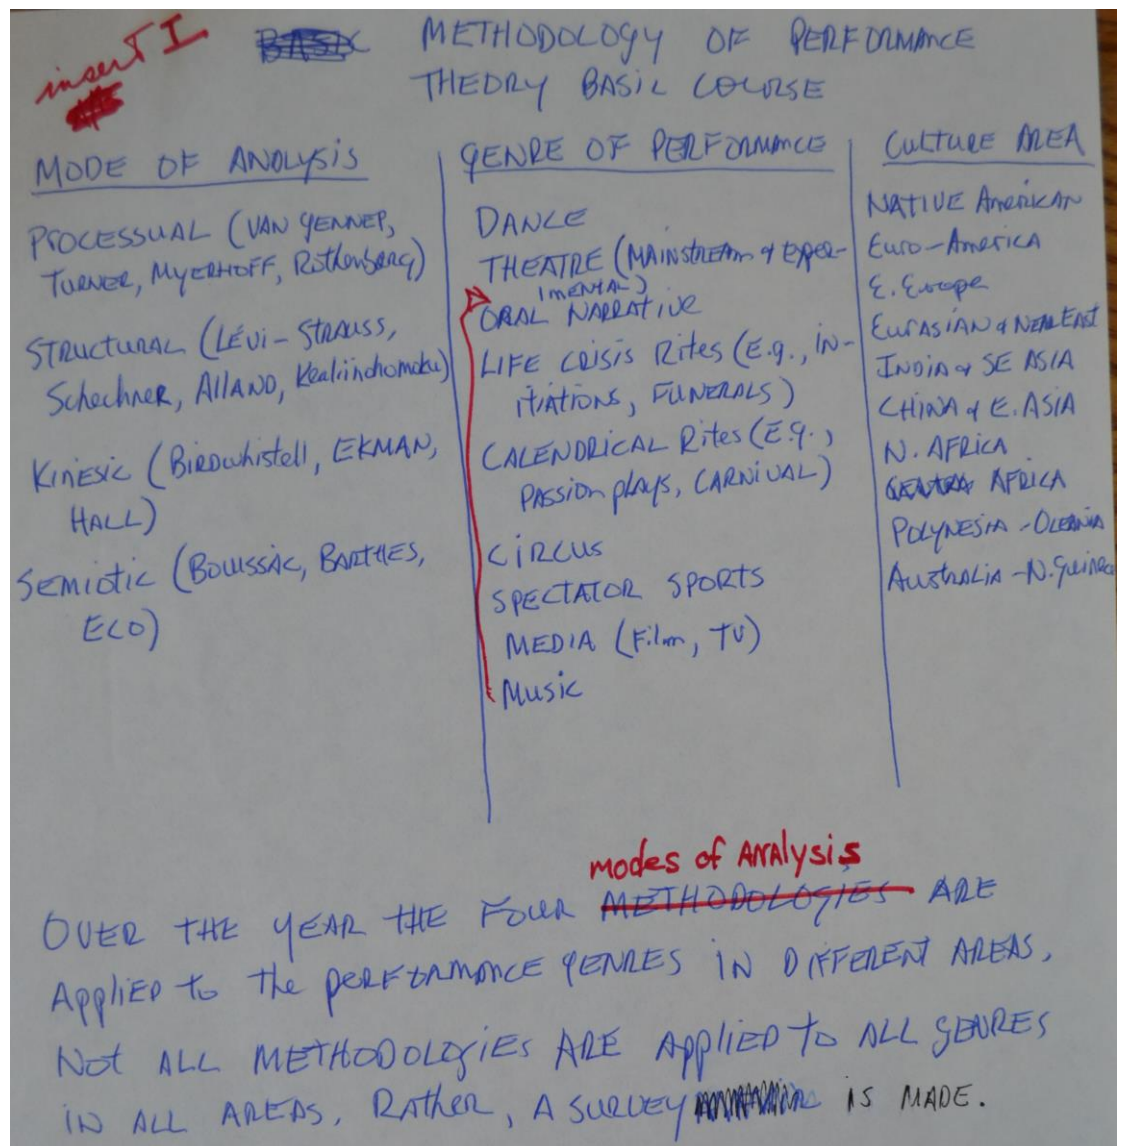 insert I
METHODOLOGY OF PERFORMANCE
THEORY BASIC COURSE
MODE OF ANALYSIS
PROCESSUAL (VAN GENNEP,
TURNER, MYERHOFF, Rothenberg)
STRUCTURAL (LÉVI-STRAUSS,
Schechner, AllAND, Kealiinohomoku)
Kinesic (BIRDwhistell, EKMAN,
HALL)
SEMIOTIC (BOUISSAC, BARTHES,
ECO)
GENRE OF PERFORMANCE
DANCE
THEATRE (MAINSTREAM & EXPER-
IMENTAL)
ORAL NARRATIVE
LIFE CRISIS RITES (E.g., IN-
ITIATIONS, FUNERALS)
CALENDRICAL RITES (E.g.,
PASSION plays, CARNIVAL)
CIRCUS
SPECTATOR SPORTS
MEDIA (Film, TV)
Music
CULTURE AREA
NATIVE AmeRICAN
Euro-America
E. Europe
EURASIAN & NEAR EAST
INDIA & SE ASIA
CHINA & E. ASIA
N. AFRICA
AFRICA
POLYNESIA - OCEANIA
AustRALIA - N. Guinea
modes of ANAlysis
OVER THE YEAR THE FOUR METHODOLOGIES ARE
ApplIED to the PERFORMANCE GENRES IN DIFFERENT AREAS.
Not ALL METHODOLOGIES ARE ApplIED to ALL GENRES
IN ALL AREAS. RAther, A SURVEY IS MADE.